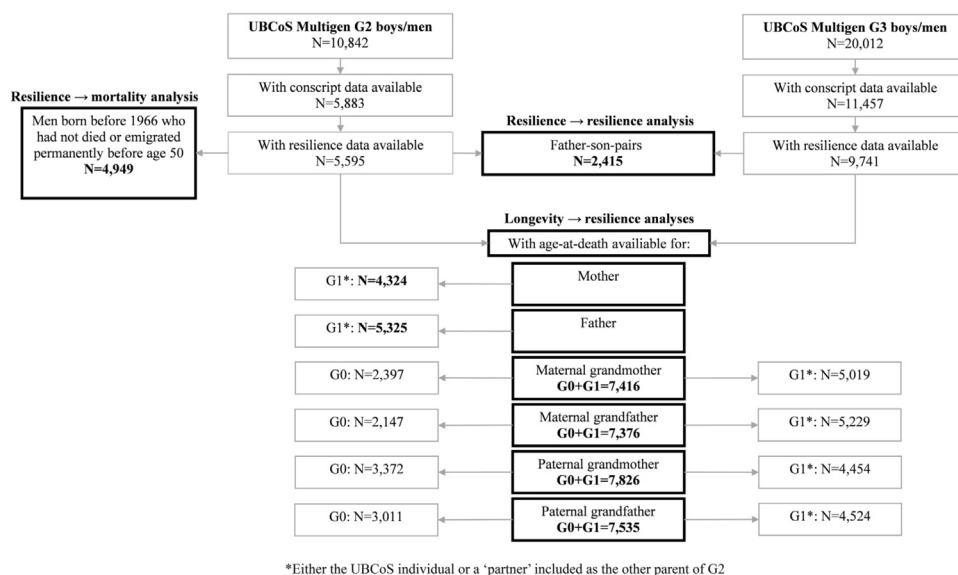 UBCoS Multigen G2 boys/men
N=10,842
UBCoS Multigen G3 boys/men
N=20,012
With conscript data available
N=5,883
With conscript data available
N=11,457
Resilience → mortality analysis
Men born before 1966 who
had not died or emigrated
permanently before age 50
N=4,949
With resilience data available
N=5,595
Resilience → resilience analysis
Father-son-pairs
N=2,415
With resilience data available
N=9,741
Longevity → resilience analyses
With age-at-death availiable for:
G1*: N=4,324
Mother
G1*: N=5,325
Father
G0: N=2,397
Maternal grandmother
G0+G1=7,416
G1*: N=5,019
G0: N=2,147
Maternal grandfather
G0+G1=7,376
G1*: N=5,229
G0: N=3,372
Paternal grandmother
G0+G1=7,826
G1*: N=4,454
G0: N=3,011
Paternal grandfather
G0+G1=7,535
G1*: N=4,524
*Either the UBCoS individual or a 'partner' included as the other parent of G2